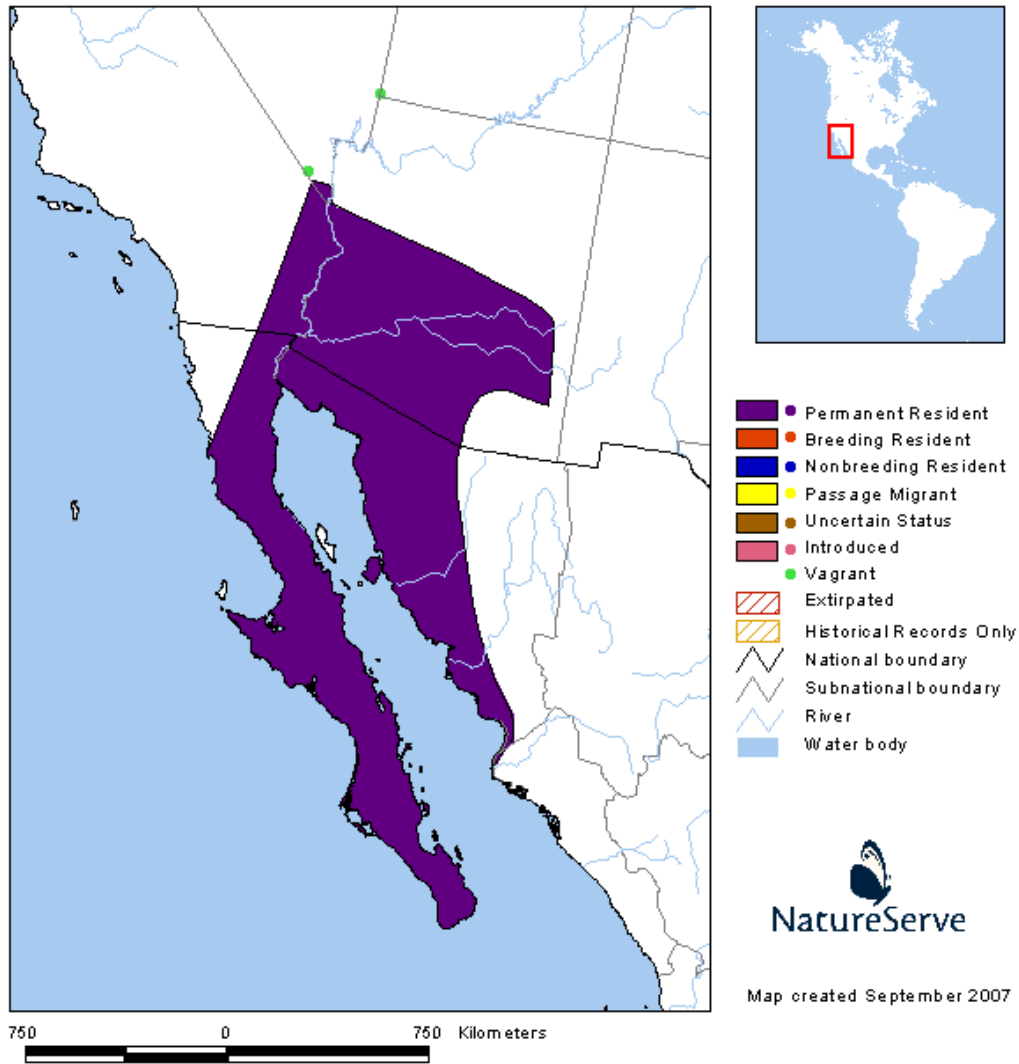 Permanent Resident
Breeding Resident
Nonbreeding Resident
Passage Migrant
Uncertain Status
Introduced
Vagrant
Extirpated
Historical Records Only
National boundary
Subnational boundary
River
Water body
NatureServe
Map created September 2007
750 0 750 Kilometers